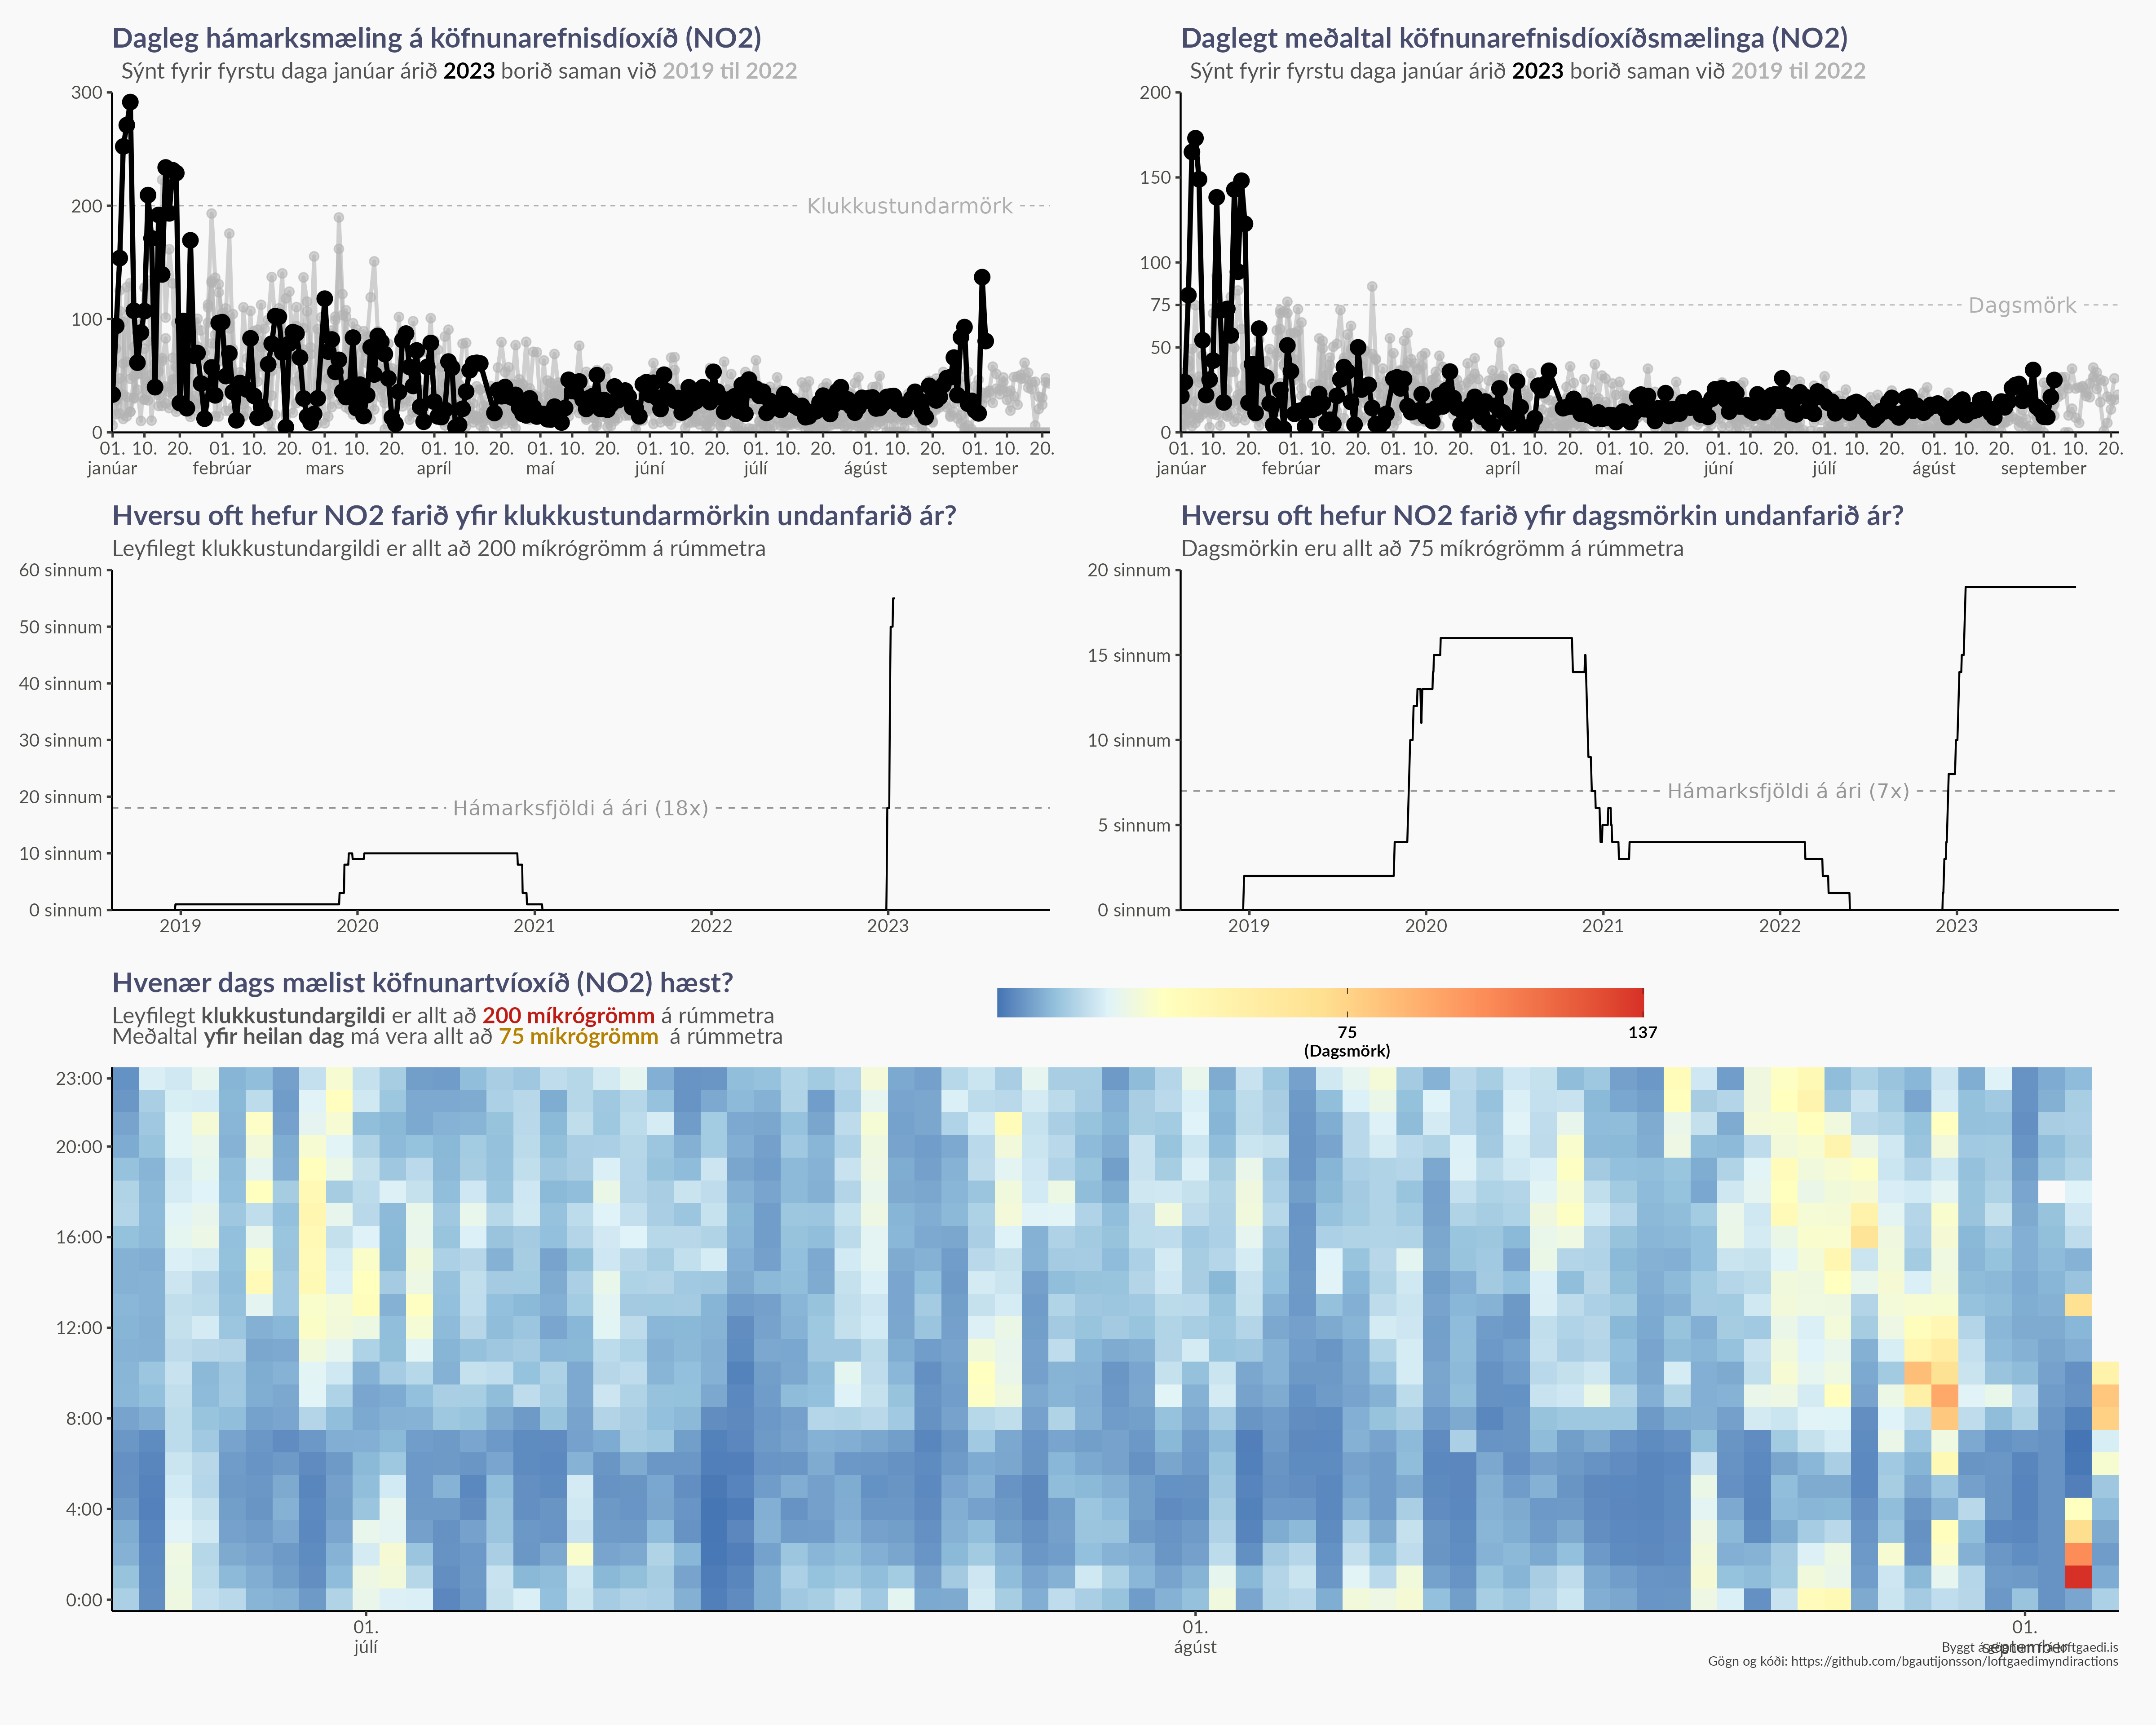 Dagleg hámarksmæling á köfnunarefnisdíoxíð (NO2)
Sýnt fyrir fyrstu daga janúar árið 2023 borið saman við 2019 til 2022
300
200
100
0
Klukkustundarmörk
01. 10. 20. 01. 10. 20. 01. 10. 20. 01. 10. 20. 01. 10. 20. 01. 10. 20. 01. 10. 20. 01. 10. 20. 01. 10. 20.
janúar febrúar mars apríl maí júní júlí ágúst september
Daglegt meðaltal köfnunarefnisdíoxíðsmælinga (NO2)
Sýnt fyrir fyrstu daga janúar árið 2023 borið saman við 2019 til 2022
200
150
100
75
50
0
Dagsmörk
01. 10. 20. 01. 10. 20. 01. 10. 20. 01. 10. 20. 01. 10. 20. 01. 10. 20. 01. 10. 20. 01. 10. 20. 01. 10. 20.
janúar febrúar mars apríl maí júní júlí ágúst september
Hversu oft hefur NO2 farið yfir klukkustundarmörkin undanfarið ár?
Leyfilegt klukkustundargildi er allt að 200 míkrógrömm á rúmmetra
60 sinnum
50 sinnum
40 sinnum
30 sinnum
20 sinnum
10 sinnum
0 sinnum
Hámarksfjöldi á ári (18x)
2019 2020 2021 2022 2023
Hversu oft hefur NO2 farið yfir dagsmörkin undanfarið ár?
Dagsmörkin eru allt að 75 míkrógrömm á rúmmetra
20 sinnum
15 sinnum
10 sinnum
5 sinnum
0 sinnum
Hámarksfjöldi á ári (7x)
2019 2020 2021 2022 2023
Hvenær dags mælist köfnunartvíoxíð (NO2) hæst?
Leyfilegt klukkustundargildi er allt að 200 míkrógrömm á rúmmetra
Meðaltal yfir heilan dag má vera allt að 75 míkrógrömm á rúmmetra
75 137
(Dagsmörk)
23:00
20:00
16:00
12:00
8:00
4:00
0:00
01. 01. 01.
júlí ágúst september
Byggt á gögnum frá loftgaedi.is
Gögn og kóði: https://github.com/bgautijonsson/loftgaedimyndiractions